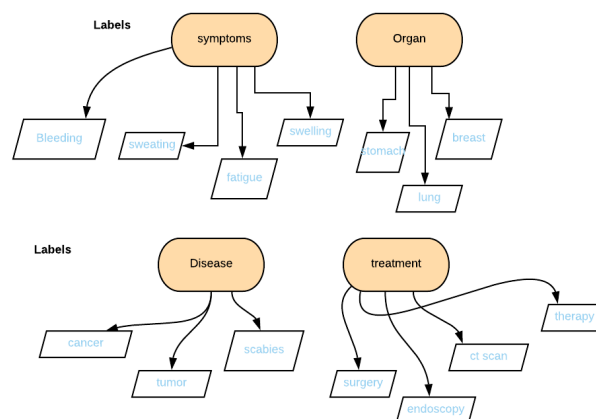 Labels
symptoms
Organ
Bleeding
sweating
swelling
fatigue
stomach
breast
lung
Labels
Disease
treatment
cancer
tumor
scabies
surgery
endoscopy
ct scan
therapy